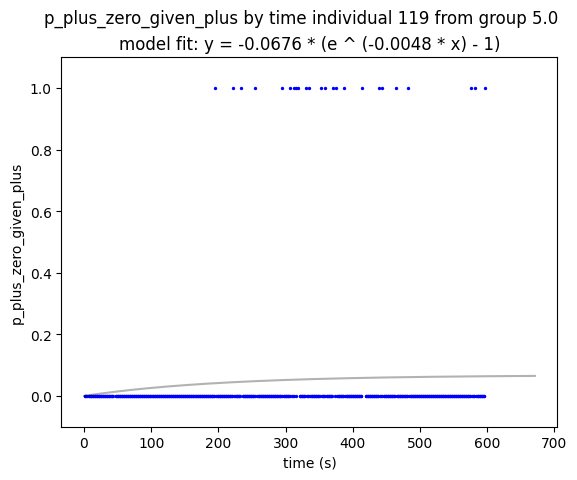 p_plus_zero_given_plus by time individual 119 from group 5.0
model fit: y = -0.0676 * (e ^ (-0.0048 * x) - 1)
1.0
0.8
0.6
0.4
0.2
0.0
p_plus_zero_given_plus
0 100 200 300 400 500 600 700
time (s)